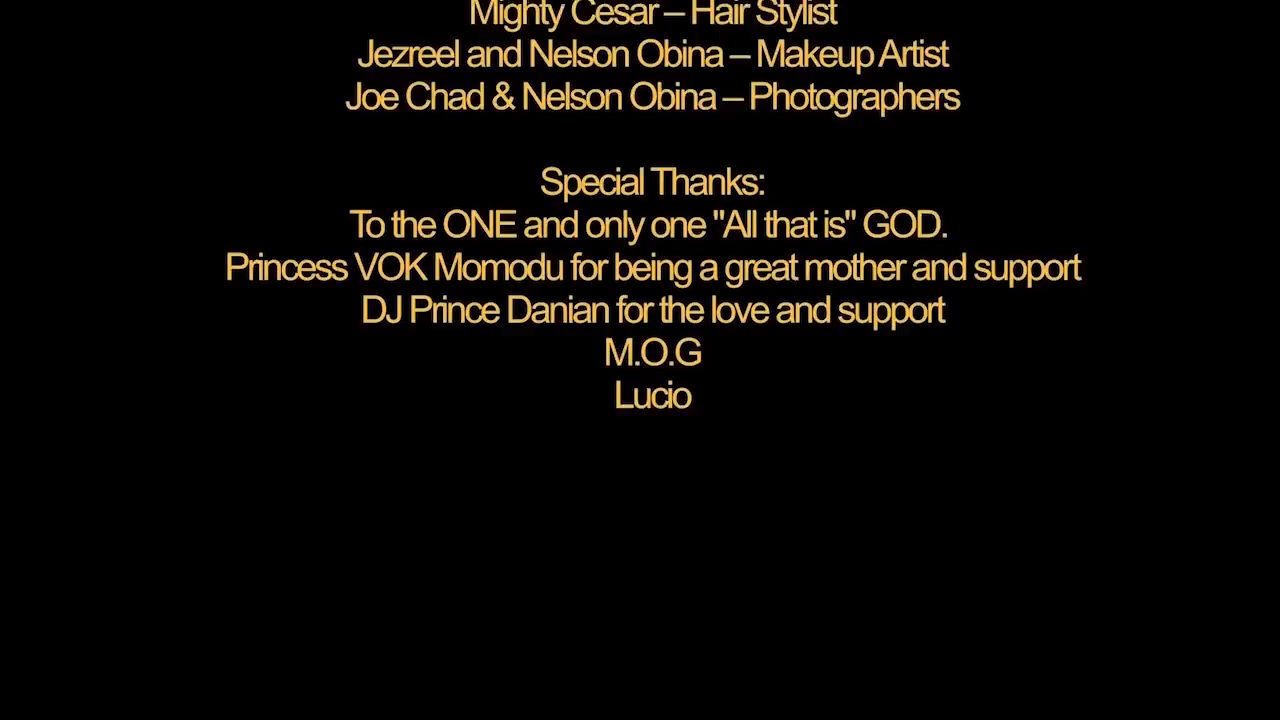 Mighty Cesar – Hair Stylist
Jezreel and Nelson Obina – Makeup Artist
Joe Chad & Nelson Obina – Photographers
Special Thanks:
To the ONE and only one "All that is" GOD.
Princess VOK Momodu for being a great mother and support
DJ Prince Danian for the love and support
M.O.G
Lucio